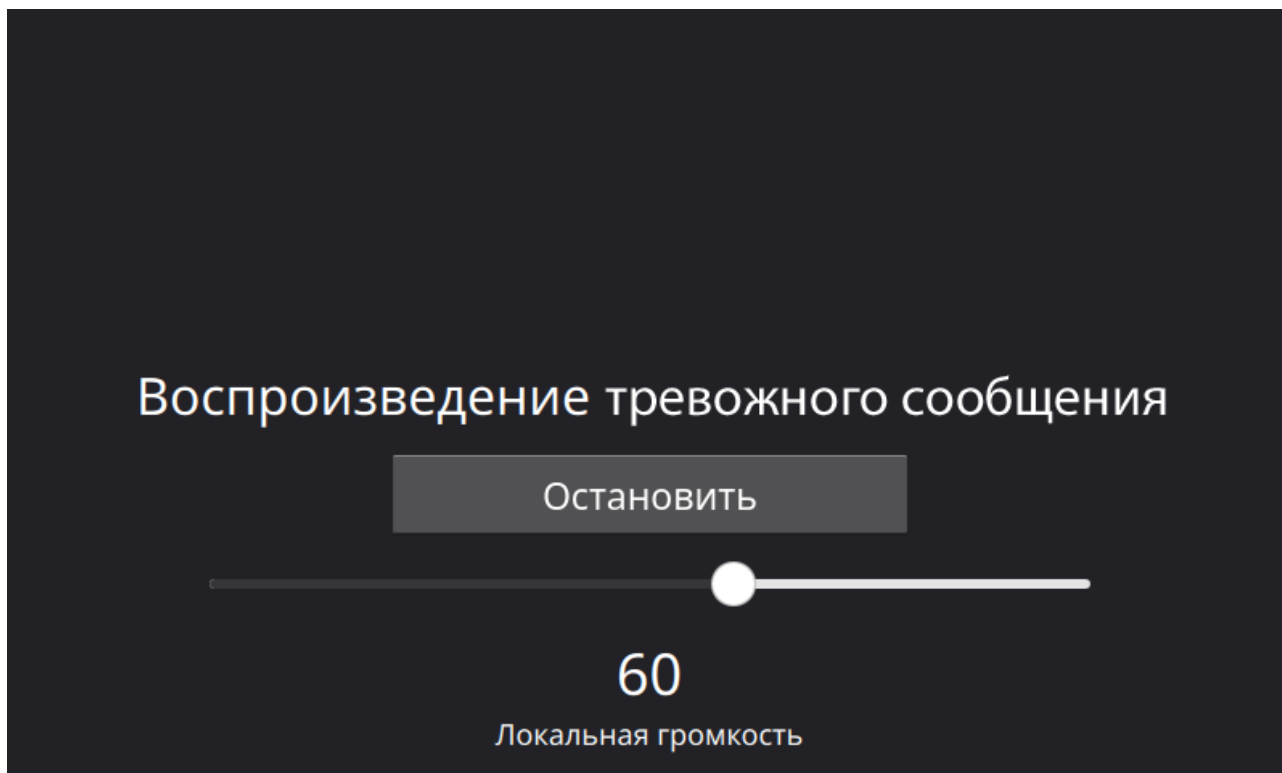 Воспроизведение тревожного сообщения
Остановить
60
Локальная громкость